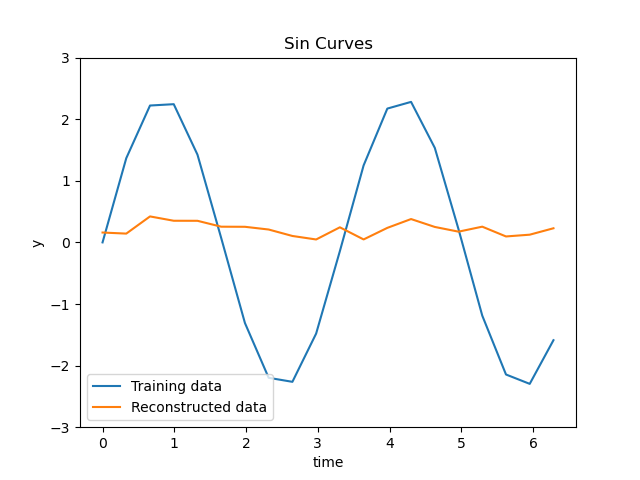 Sin Curves
3
2
1
0
−1
−2
−3
y
Training data
Reconstructed data
0 1 2 3 4 5 6
time